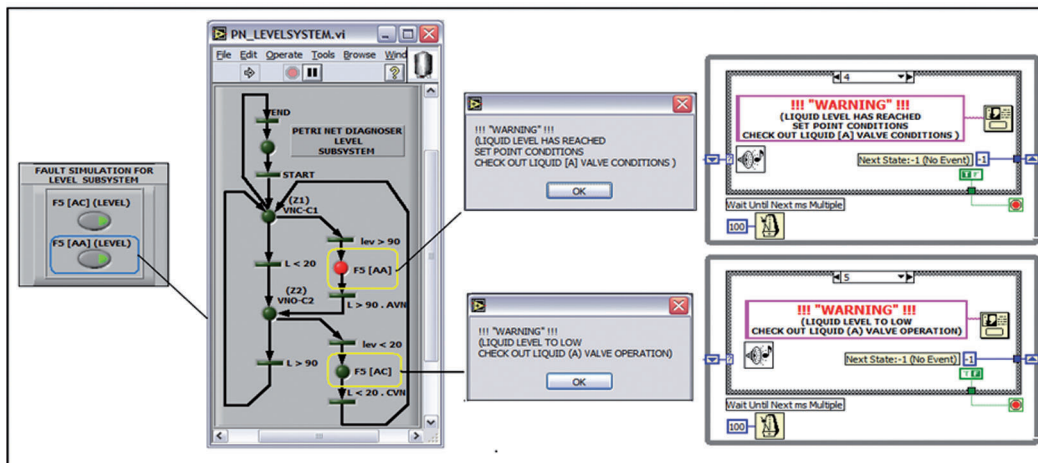 FAULT SIMULATION FOR
LEVEL SUBSYSTEM
F5 [AC] (LEVEL)
F5 [AA] (LEVEL)
PN_LEVELSYSTEM.vi
File Edit Operate Tools Browse Wind
END
PETRI NET DIAGNOSER
LEVEL
SUBSYSTEM
START
(Z1)
VNC-C1
lev > 90
F5 [AA]
L < 20
L > 90 . AVN
(Z2)
VNO-C2
lev < 20
L > 90
F5 [AC]
L < 20 . CVN
!!! "WARNING" !!!
(LIQUID LEVEL HAS REACHED
SET POINT CONDITIONS
CHECK OUT LIQUID [A] VALVE CONDITIONS )
OK
!!! "WARNING" !!!
(LIQUID LEVEL TO LOW
CHECK OUT LIQUID (A) VALVE OPERATION)
OK
4
!!! "WARNING" !!!
(LIQUID LEVEL HAS REACHED
SET POINT CONDITIONS
CHECK OUT LIQUID [A] VALVE CONDITIONS )
Next State:-1 (No Event)
-1
T F
Wait Until Next ms Multiple
100
5
!!! "WARNING" !!!
(LIQUID LEVEL TO LOW
CHECK OUT LIQUID (A) VALVE OPERATION)
Next State:-1 (No Event)
-1
T F
Wait Until Next ms Multiple
100